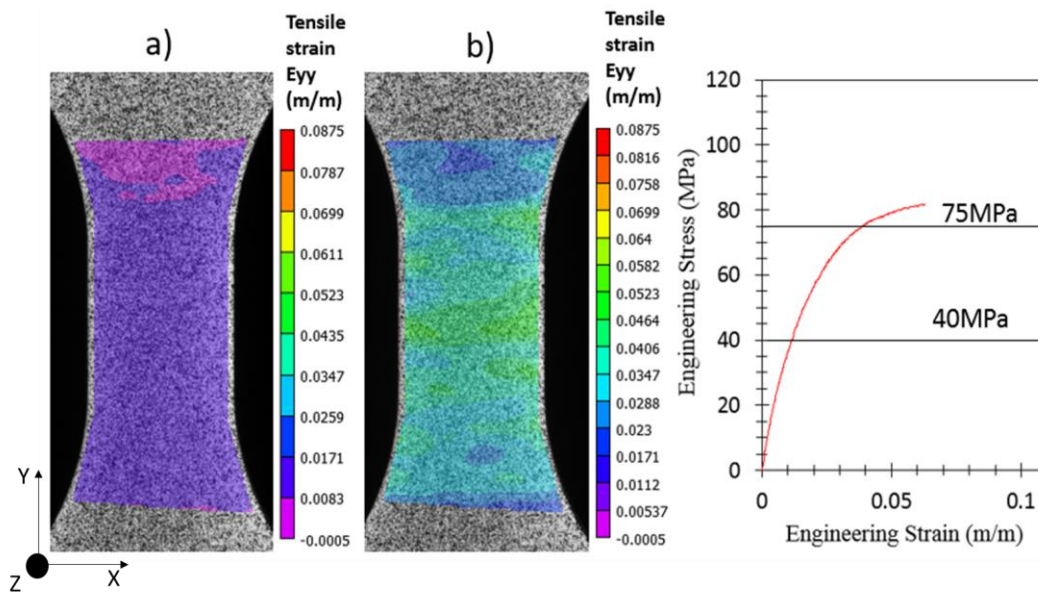 a)
Tensile
strain
Eyy
(m/m)
0.0875
0.0787
0.0699
0.0611
0.0523
0.0435
0.0347
0.0259
0.0171
0.0083
-0.0005
b)
Tensile
strain
Eyy
(m/m)
0.0875
0.0816
0.0758
0.0699
0.064
0.0582
0.0523
0.0464
0.0406
0.0347
0.0288
0.023
0.0171
0.0112
0.00537
-0.0005
Y
X
Z
Engineering Stress (MPa)
120
100
80
60
40
20
0
75MPa
40MPa
0
0.05
0.1
Engineering Strain (m/m)